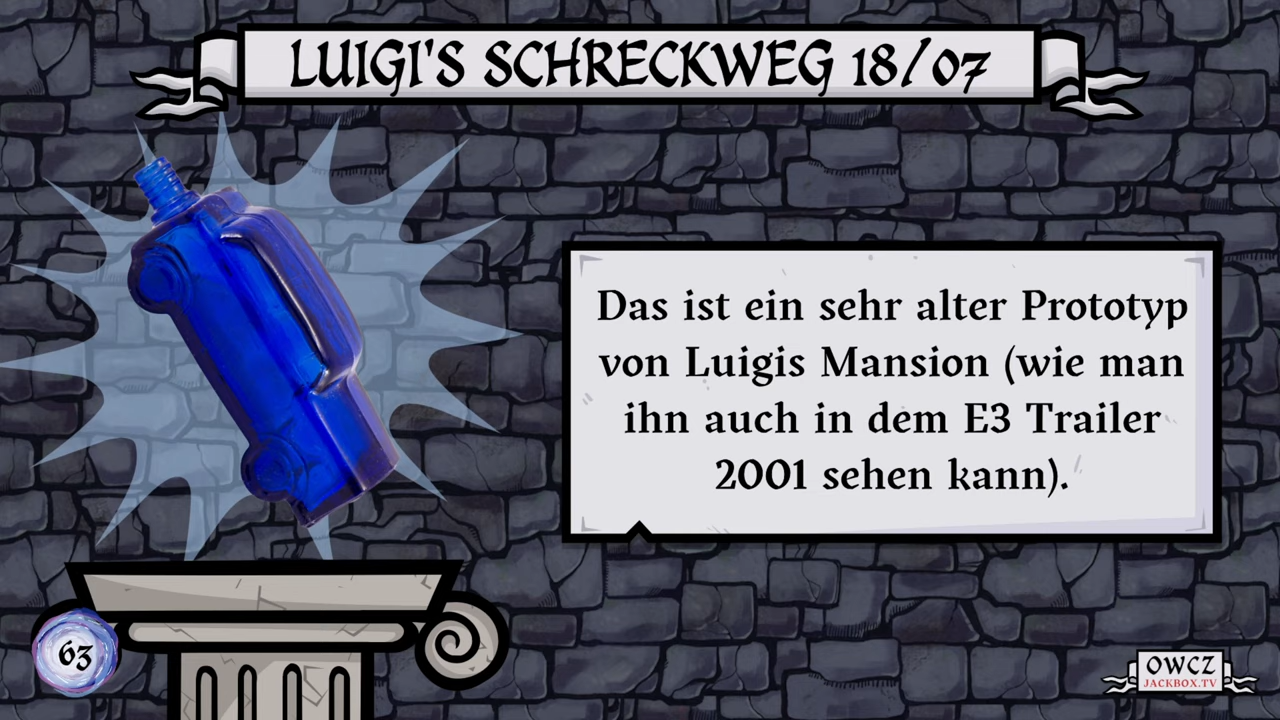 LUIGI'S SCHRECKWEG 18/07
Das ist ein sehr alter Prototyp
von Luigis Mansion (wie man
ihn auch in dem E3 Trailer
2001 sehen kann).
63
OWCZ
JACKBOX.TV